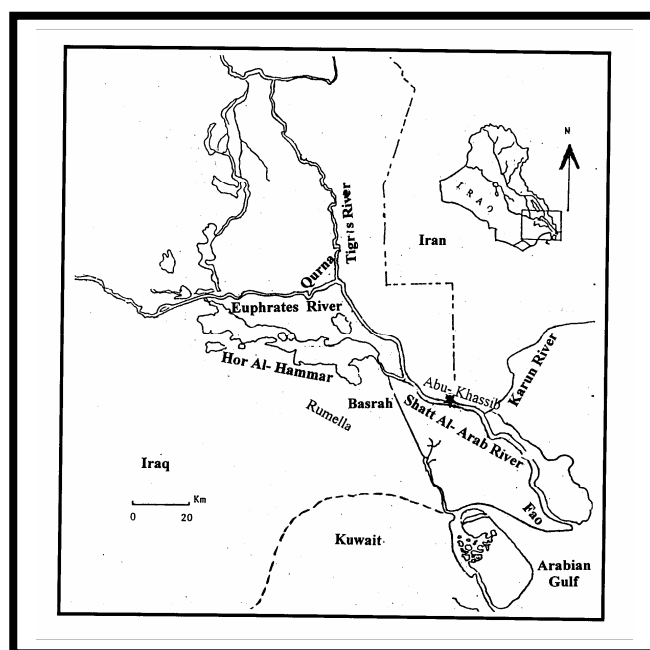 N
IRAQ
Tigris River
Iran
Qurna
Euphrates River
Hor Al- Hammar
Karun River
Abu- Khassib
Basrah
Shatt Al-Arab River
Rumella
Iraq
Km
0 20
Fao
Kuwait
Arabian
Gulf